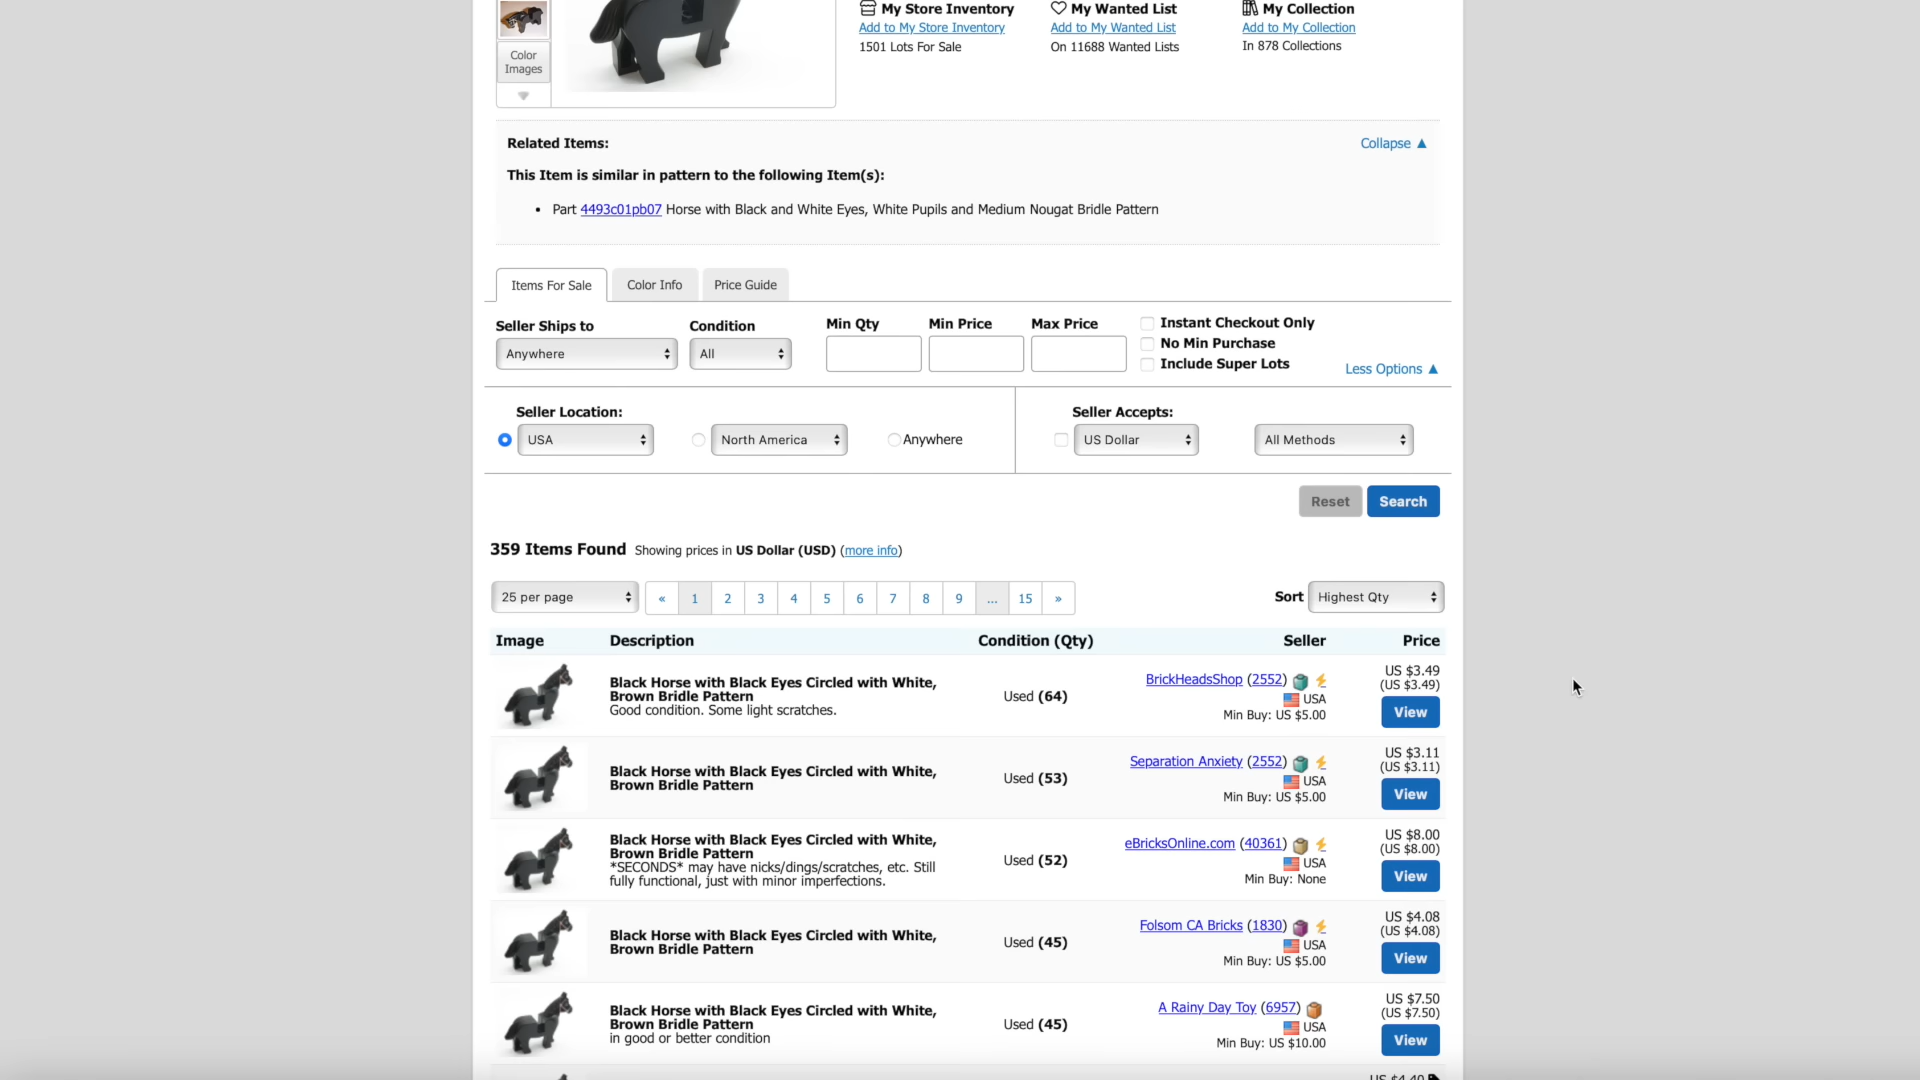 My Store Inventory
Add to My Store Inventory
1501 Lots For Sale
My Wanted List
Add to My Wanted List
On 11688 Wanted Lists
My Collection
Add to My Collection
In 878 Collections
Color
Images
Related Items:
Collapse ▲
This Item is similar in pattern to the following Item(s):
• Part 4493c01pb07 Horse with Black and White Eyes, White Pupils and Medium Nougat Bridle Pattern
Items For Sale
Color Info
Price Guide
Seller Ships to
Condition
Min Qty
Min Price
Max Price
Anywhere
All
Instant Checkout Only
No Min Purchase
Include Super Lots
Less Options ▲
Seller Location:
Seller Accepts:
USA
North America
Anywhere
US Dollar
All Methods
Reset
Search
359 Items Found Showing prices in US Dollar (USD) (more info)
25 per page
« 1 2 3 4 5 6 7 8 9 ... 15 »
Sort
Highest Qty
Image Description Condition (Qty) Seller Price
Black Horse with Black Eyes Circled with White,
Brown Bridle Pattern
Good condition. Some light scratches.
Used (64)
BrickHeadsShop (2552)
USA
Min Buy: US $5.00
US $3.49
(US $3.49)
View
Black Horse with Black Eyes Circled with White,
Brown Bridle Pattern
Used (53)
Separation Anxiety (2552)
USA
Min Buy: US $5.00
US $3.11
(US $3.11)
View
Black Horse with Black Eyes Circled with White,
Brown Bridle Pattern
*SECONDS* may have nicks/dings/scratches, etc. Still
fully functional, just with minor imperfections.
Used (52)
eBricksOnline.com (40361)
USA
Min Buy: None
US $8.00
(US $8.00)
View
Black Horse with Black Eyes Circled with White,
Brown Bridle Pattern
Used (45)
Folsom CA Bricks (1830)
USA
Min Buy: US $5.00
US $4.08
(US $4.08)
View
Black Horse with Black Eyes Circled with White,
Brown Bridle Pattern
in good or better condition
Used (45)
A Rainy Day Toy (6957)
USA
Min Buy: US $10.00
US $7.50
(US $7.50)
View